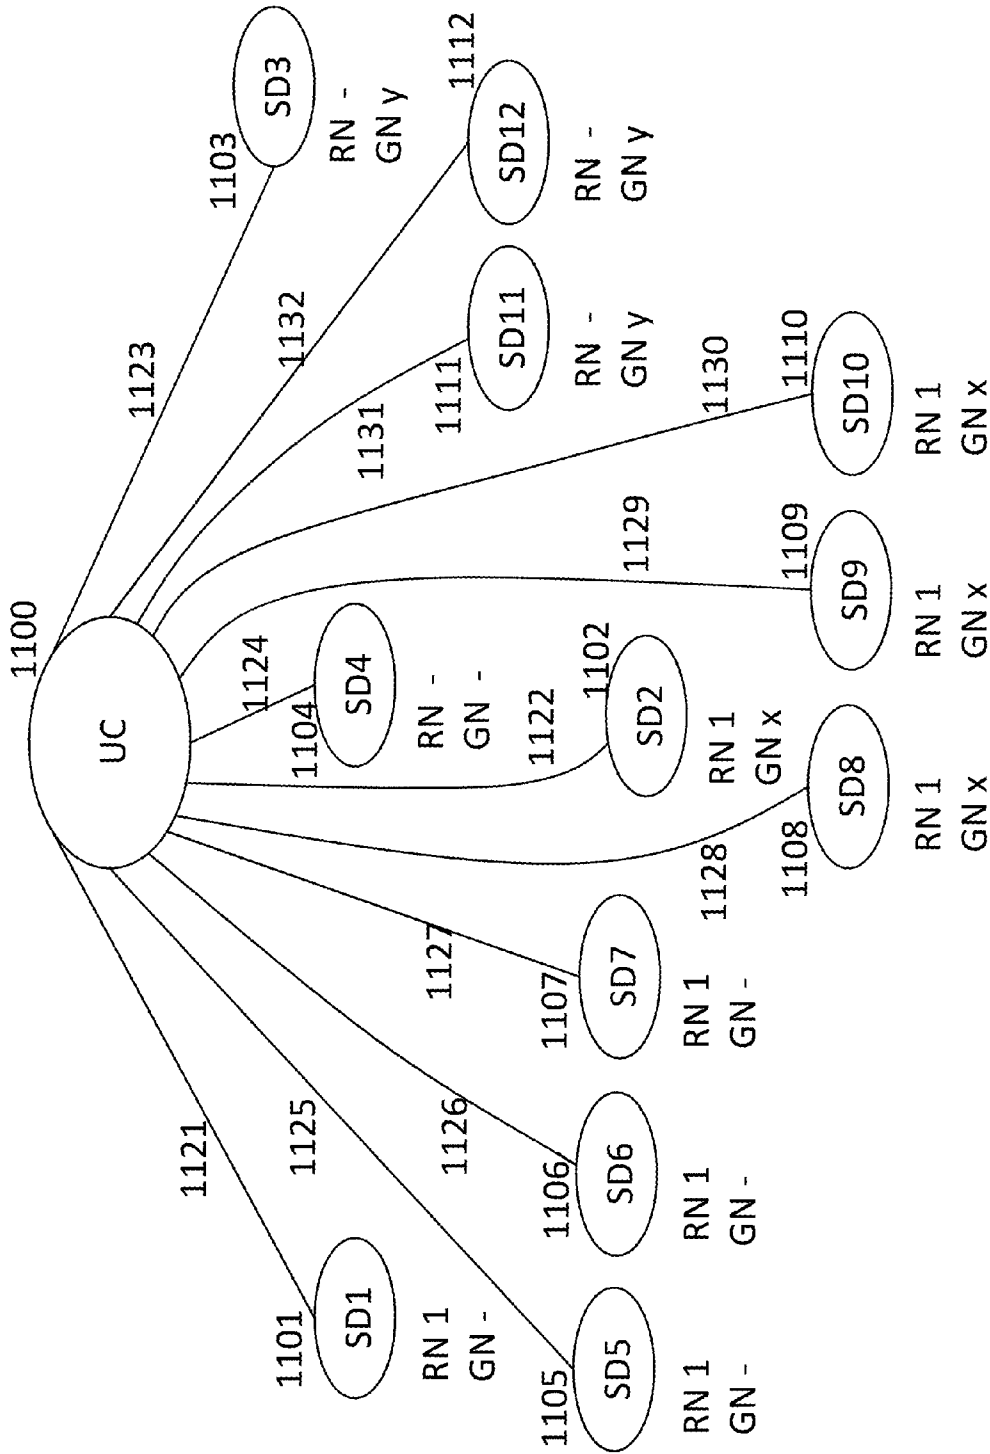 1100
UC
1121
1125
1126
1127
1128
1122
1124
1129
1130
1131
1132
1123
1101
SD1
RN 1
GN -
1105
SD5
RN 1
GN -
1106
SD6
RN 1
GN -
1107
SD7
RN 1
GN -
1108
SD8
RN 1
GN x
1102
SD2
RN 1
GN x
1104
SD4
RN -
GN -
1109
SD9
RN 1
GN x
1110
SD10
RN 1
GN x
1111
SD11
RN -
GN y
1112
SD12
RN -
GN y
1103
SD3
RN -
GN y